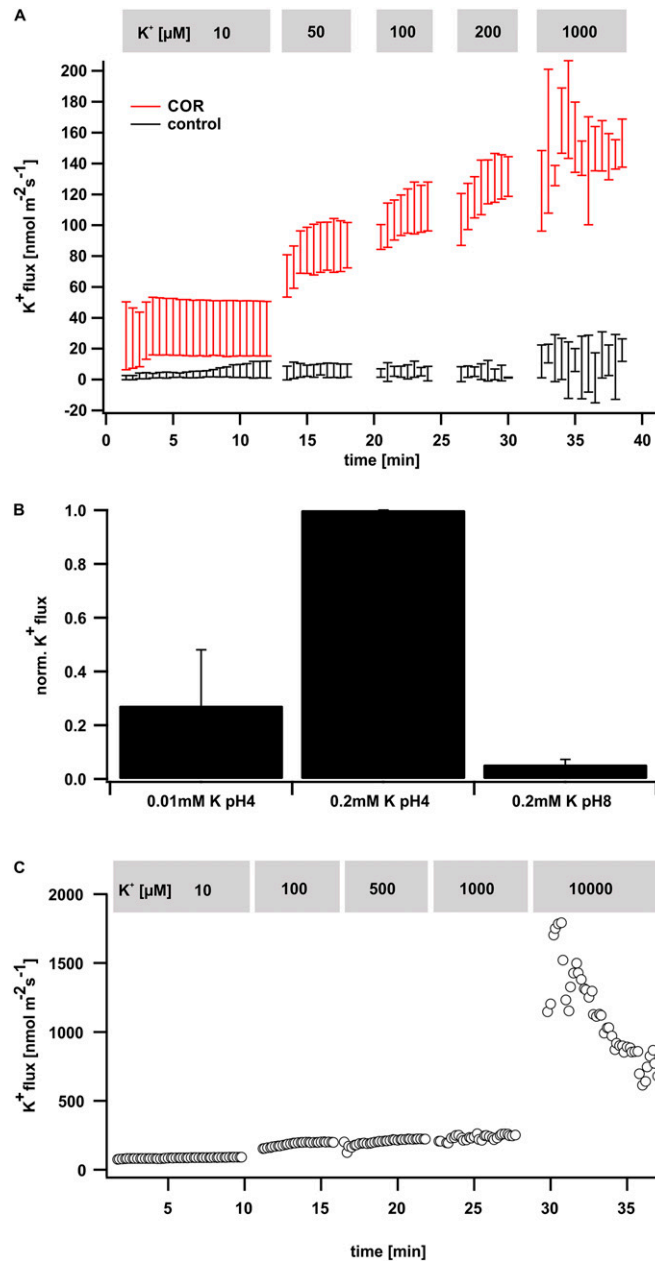 A
K⁺ [µM] 10 50 100 200 1000
200
180
160
140
120
100
80
60
40
20
0
-20
K⁺ flux [nmol m⁻²s⁻¹]
COR
control
0 5 10 15 20 25 30 35 40
time [min]
B
1.0
0.8
0.6
0.4
0.2
0.0
norm. K⁺ flux
0.01mM K pH4 0.2mM K pH4 0.2mM K pH8
C
K⁺ [µM] 10 100 500 1000 10000
2000
1500
1000
500
0
K⁺ flux [nmol m⁻²s⁻¹]
5 10 15 20 25 30 35
time [min]